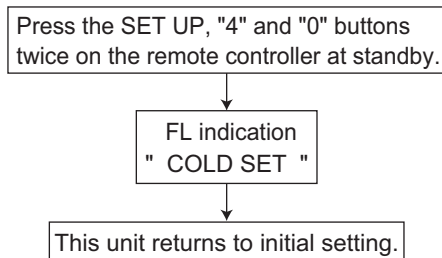 Press the SET UP, "4" and "0" buttons
twice on the remote controller at standby.
FL indication
" COLD SET "
This unit returns to initial setting.